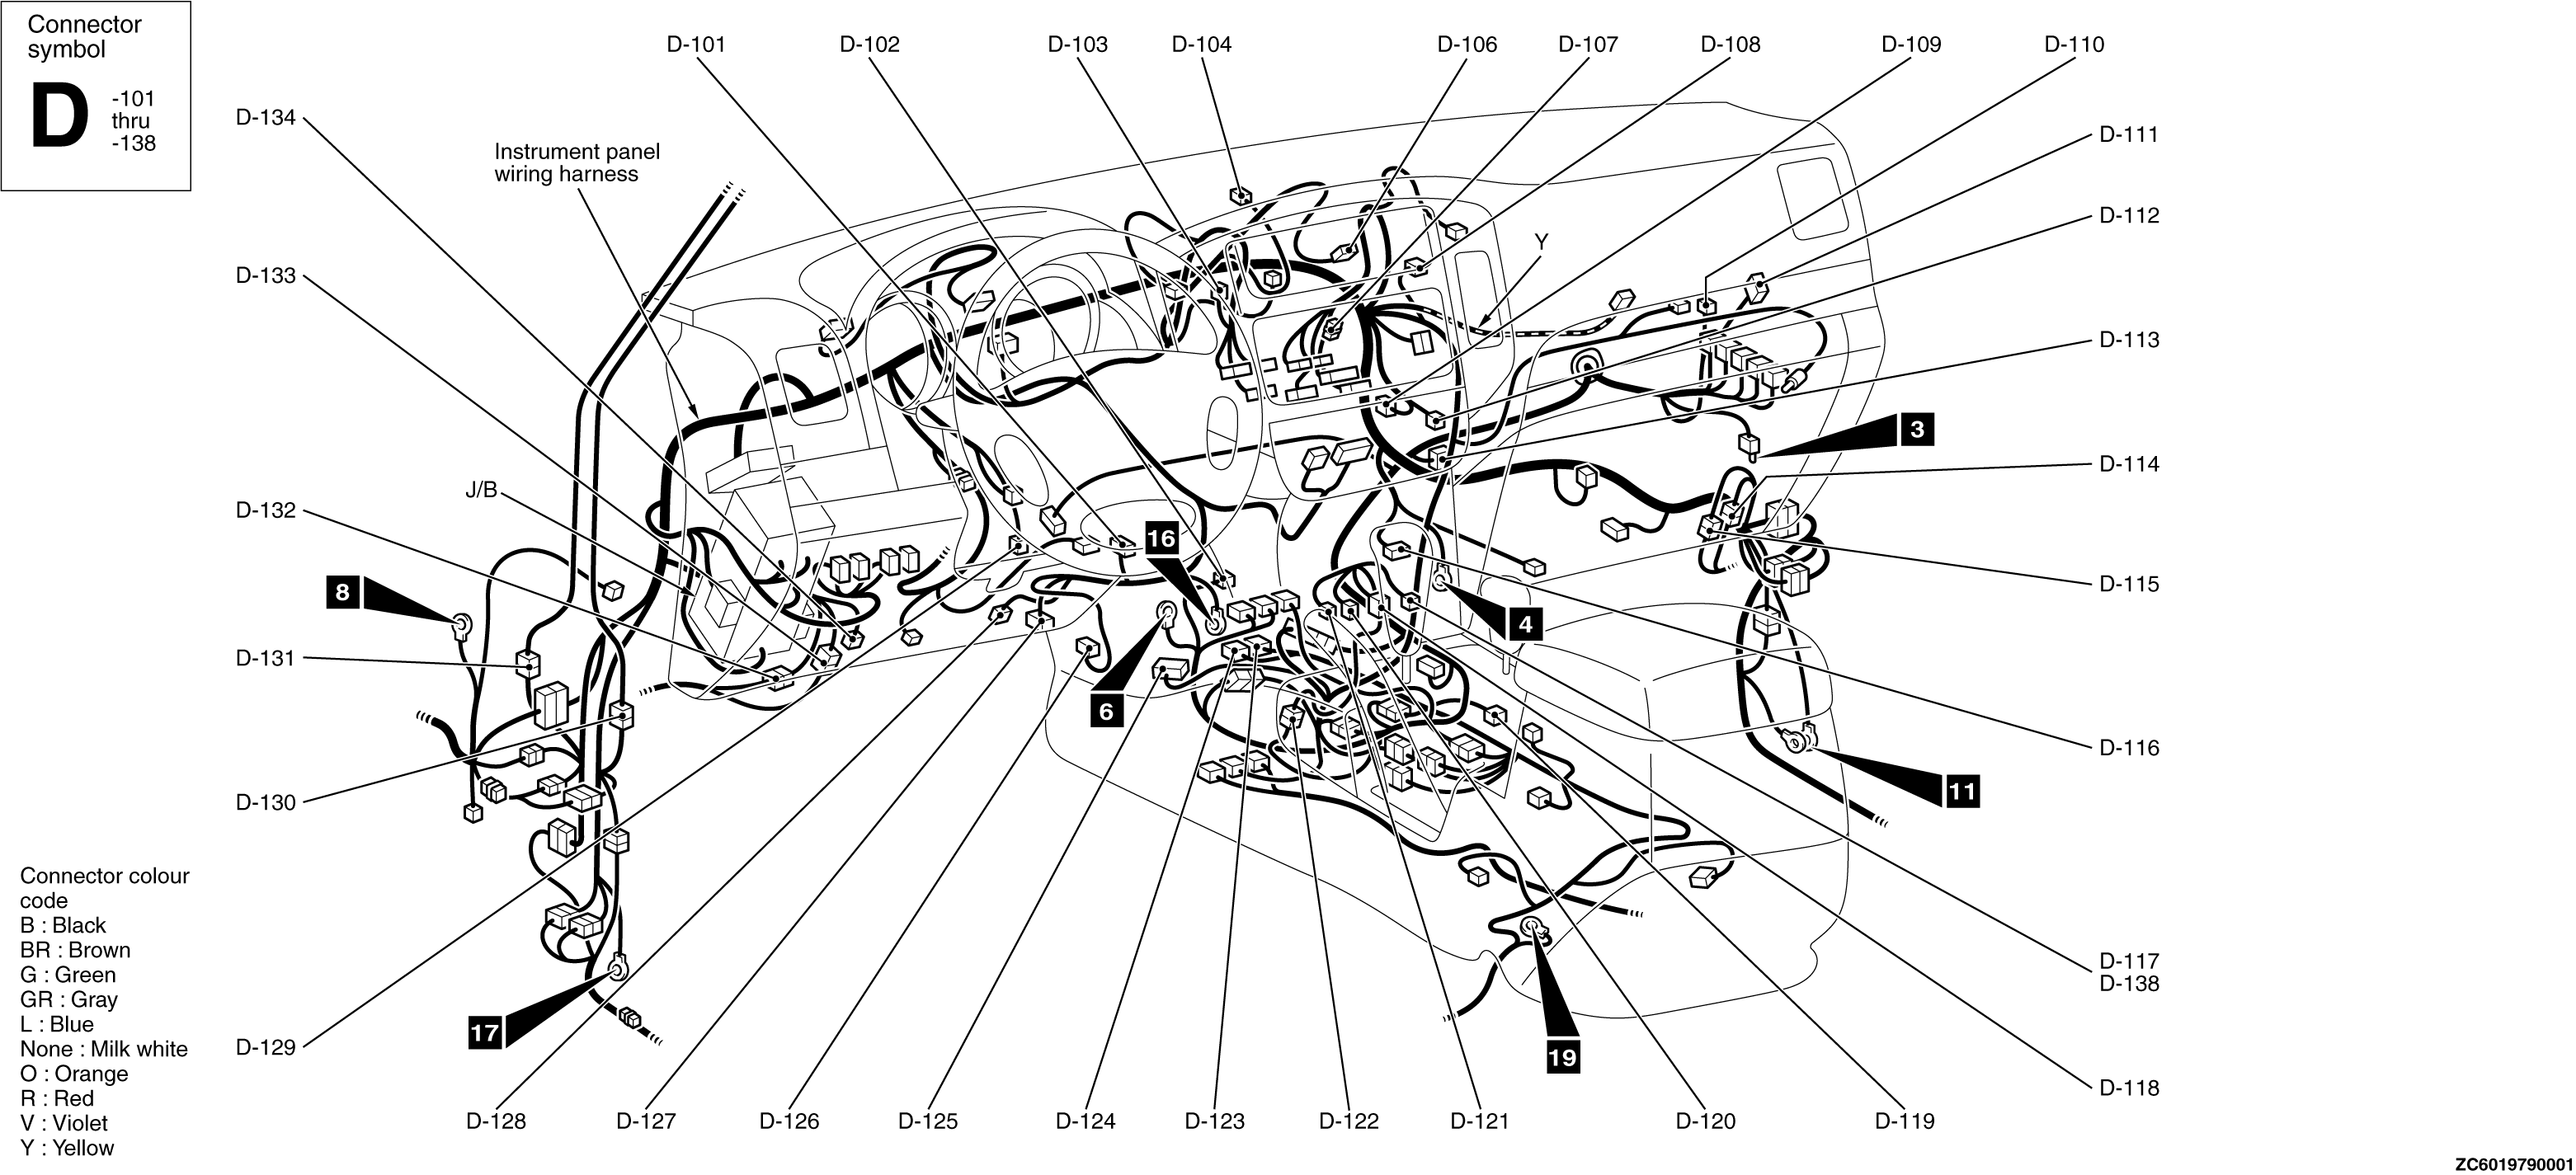 Connector
symbol
D
-101
thru
-138
D-101
D-102
D-103
D-104
D-106
D-107
D-108
D-109
D-110
D-134
D-111
Instrument panel
wiring harness
D-112
Y
D-133
D-113
3
D-114
J/B
D-132
16
D-115
8
4
D-131
6
D-116
11
D-130
Connector colour
code
B : Black
BR : Brown
G : Green
GR : Gray
L : Blue
None : Milk white
O : Orange
R : Red
V : Violet
Y : Yellow
D-117
D-138
17
D-129
19
D-118
D-128
D-127
D-126
D-125
D-124
D-123
D-122
D-121
D-120
D-119
ZC6019790001